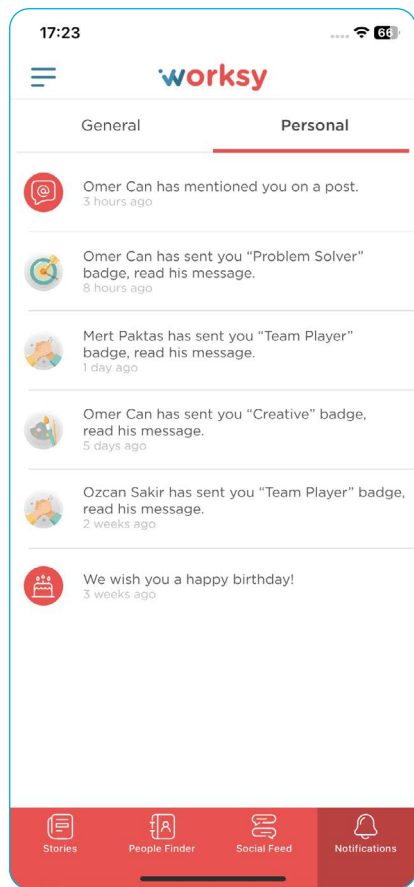 17:23
66
worksy
General
Personal
Omer Can has mentioned you on a post.
3 hours ago
Omer Can has sent you “Problem Solver”
badge, read his message.
8 hours ago
Mert Paktas has sent you “Team Player”
badge, read his message.
1 day ago
Omer Can has sent you “Creative” badge,
read his message.
5 days ago
Ozcan Sakir has sent you “Team Player” badge,
read his message.
2 weeks ago
We wish you a happy birthday!
3 weeks ago
Stories
People Finder
Social Feed
Notifications